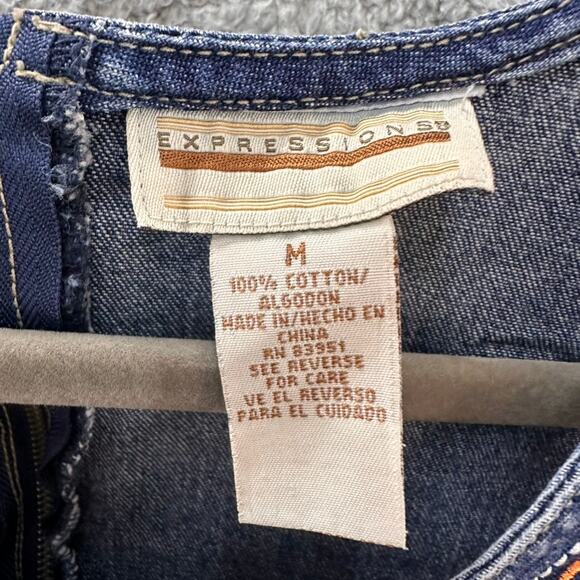 EXPRESSIONS®
M
100% COTTON/
ALGODON
MADE IN/HECHO EN
CHINA
RN 83951
SEE REVERSE
FOR CARE
VE EL REVERSO
PARA EL CUIDADO